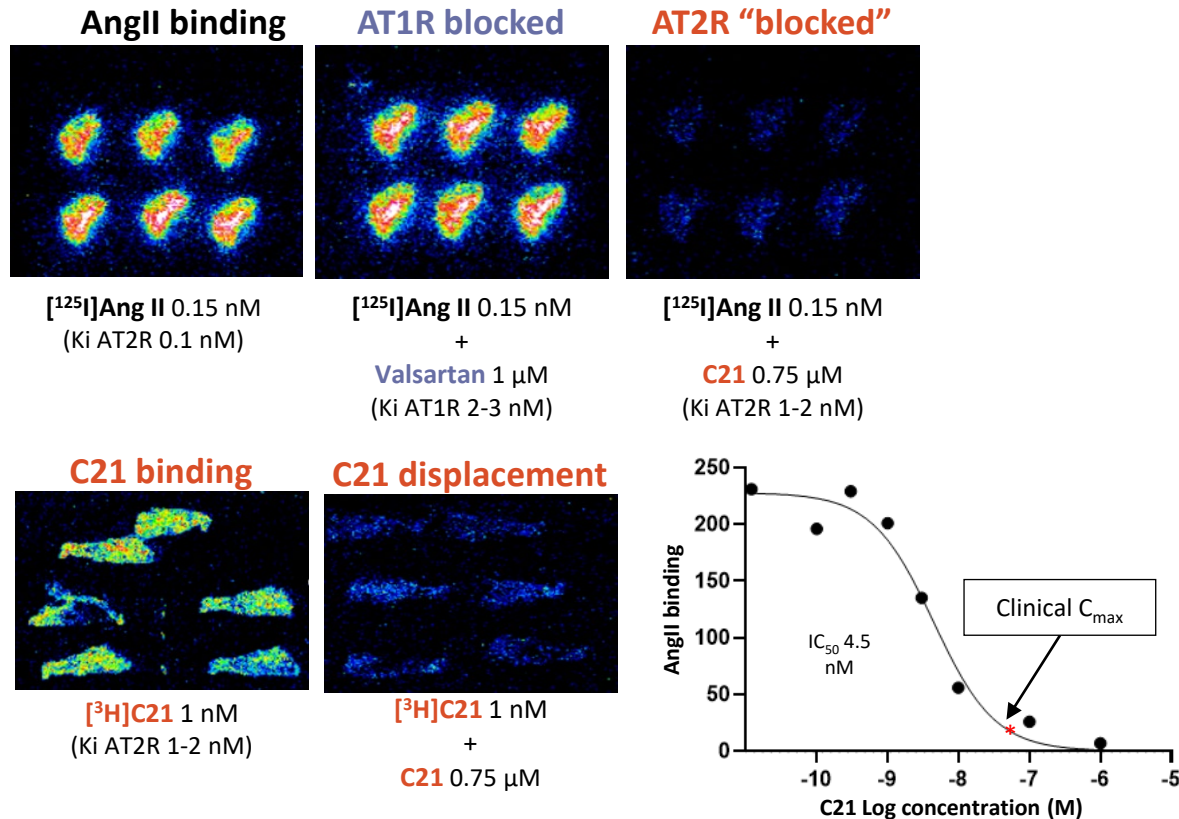 AngII binding
AT1R blocked
AT2R “blocked”
[¹²⁵I]Ang II 0.15 nM
(Ki AT2R 0.1 nM)
[¹²⁵I]Ang II 0.15 nM
+
Valsartan 1 µM
(Ki AT1R 2-3 nM)
[¹²⁵I]Ang II 0.15 nM
+
C21 0.75 µM
(Ki AT2R 1-2 nM)
C21 binding
C21 displacement
[³H]C21 1 nM
(Ki AT2R 1-2 nM)
[³H]C21 1 nM
+
C21 0.75 µM
AngII binding
250
200
150
100
50
0
IC₅₀ 4.5
nM
Clinical Cₘₐₓ
*
-10 -9 -8 -7 -6 -5
C21 Log concentration (M)